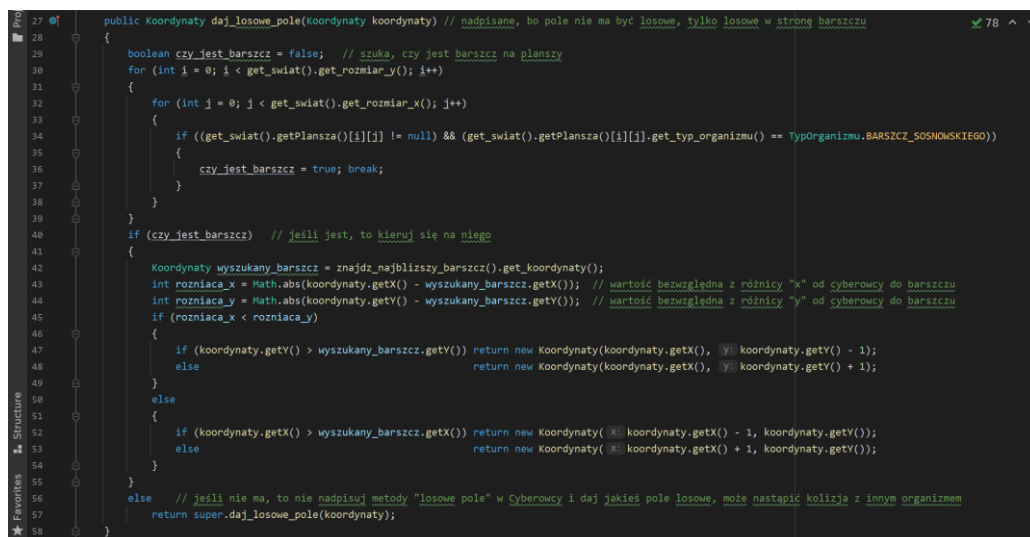 Pro
27 public Koordynaty daj_losowe_pole(Koordynaty koordynaty) // nadpisane, bo pole nie ma być losowe, tylko losowe w stronę barszczu 78
28 {
29 boolean czy_jest_barszcz = false; // szuka, czy jest barszcz na planszy
30 for (int i = 0; i < get_swiat().get_rozmiar_y(); i++)
31 {
32 for (int j = 0; j < get_swiat().get_rozmiar_x(); j++)
33 {
34 if ((get_swiat().getPlansza()[i][j] != null) && (get_swiat().getPlansza()[i][j].get_typ_organizmu() == TypOrganizmu.BARSZCZ_SOSNOWSKIEGO))
35 {
36 czy_jest_barszcz = true; break;
37 }
38 }
39 }
40 if (czy_jest_barszcz) // jeśli jest, to kieruj się na niego
41 {
42 Koordynaty wyszukany_barszcz = znajdz_najblizszy_barszcz().get_koordynaty();
43 int rozniaca_x = Math.abs(koordynaty.getX() - wyszukany_barszcz.getX()); // wartość bezwzględna z różnicy "x" od cyberowcy do barszczu
44 int rozniaca_y = Math.abs(koordynaty.getY() - wyszukany_barszcz.getY()); // wartość bezwzględna z różnicy "y" od cyberowcy do barszczu
45 if (rozniaca_x < rozniaca_y)
46 {
47 if (koordynaty.getY() > wyszukany_barszcz.getY()) return new Koordynaty(koordynaty.getX(), y: koordynaty.getY() - 1);
48 else return new Koordynaty(koordynaty.getX(), y: koordynaty.getY() + 1);
49 }
50 else
51 {
52 if (koordynaty.getX() > wyszukany_barszcz.getX()) return new Koordynaty( x: koordynaty.getX() - 1, koordynaty.getY());
53 else return new Koordynaty( x: koordynaty.getX() + 1, koordynaty.getY());
54 }
55 }
56 else // jeśli nie ma, to nie nadpisuj metody "losowe pole" w Cyberowcy i daj jakieś pole losowe, może nastąpić kolizja z innym organizmem
57 return super.daj_losowe_pole(koordynaty);
58 }
Structure
Favorites